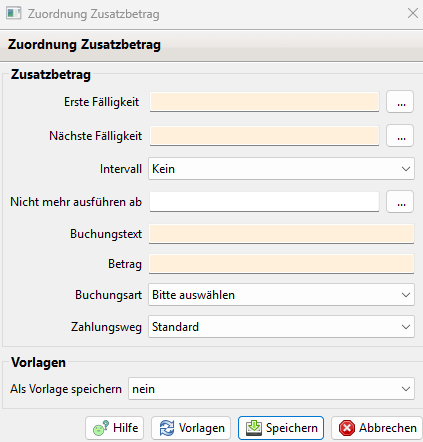 Zuordnung Zusatzbetrag
Zuordnung Zusatzbetrag
Zusatzbetrag
Erste Fälligkeit ...
Nächste Fälligkeit ...
Intervall Kein
Nicht mehr ausführen ab ...
Buchungstext
Betrag
Buchungsart Bitte auswählen
Zahlungsweg Standard
Vorlagen
Als Vorlage speichern nein
Hilfe Vorlagen Speichern Abbrechen